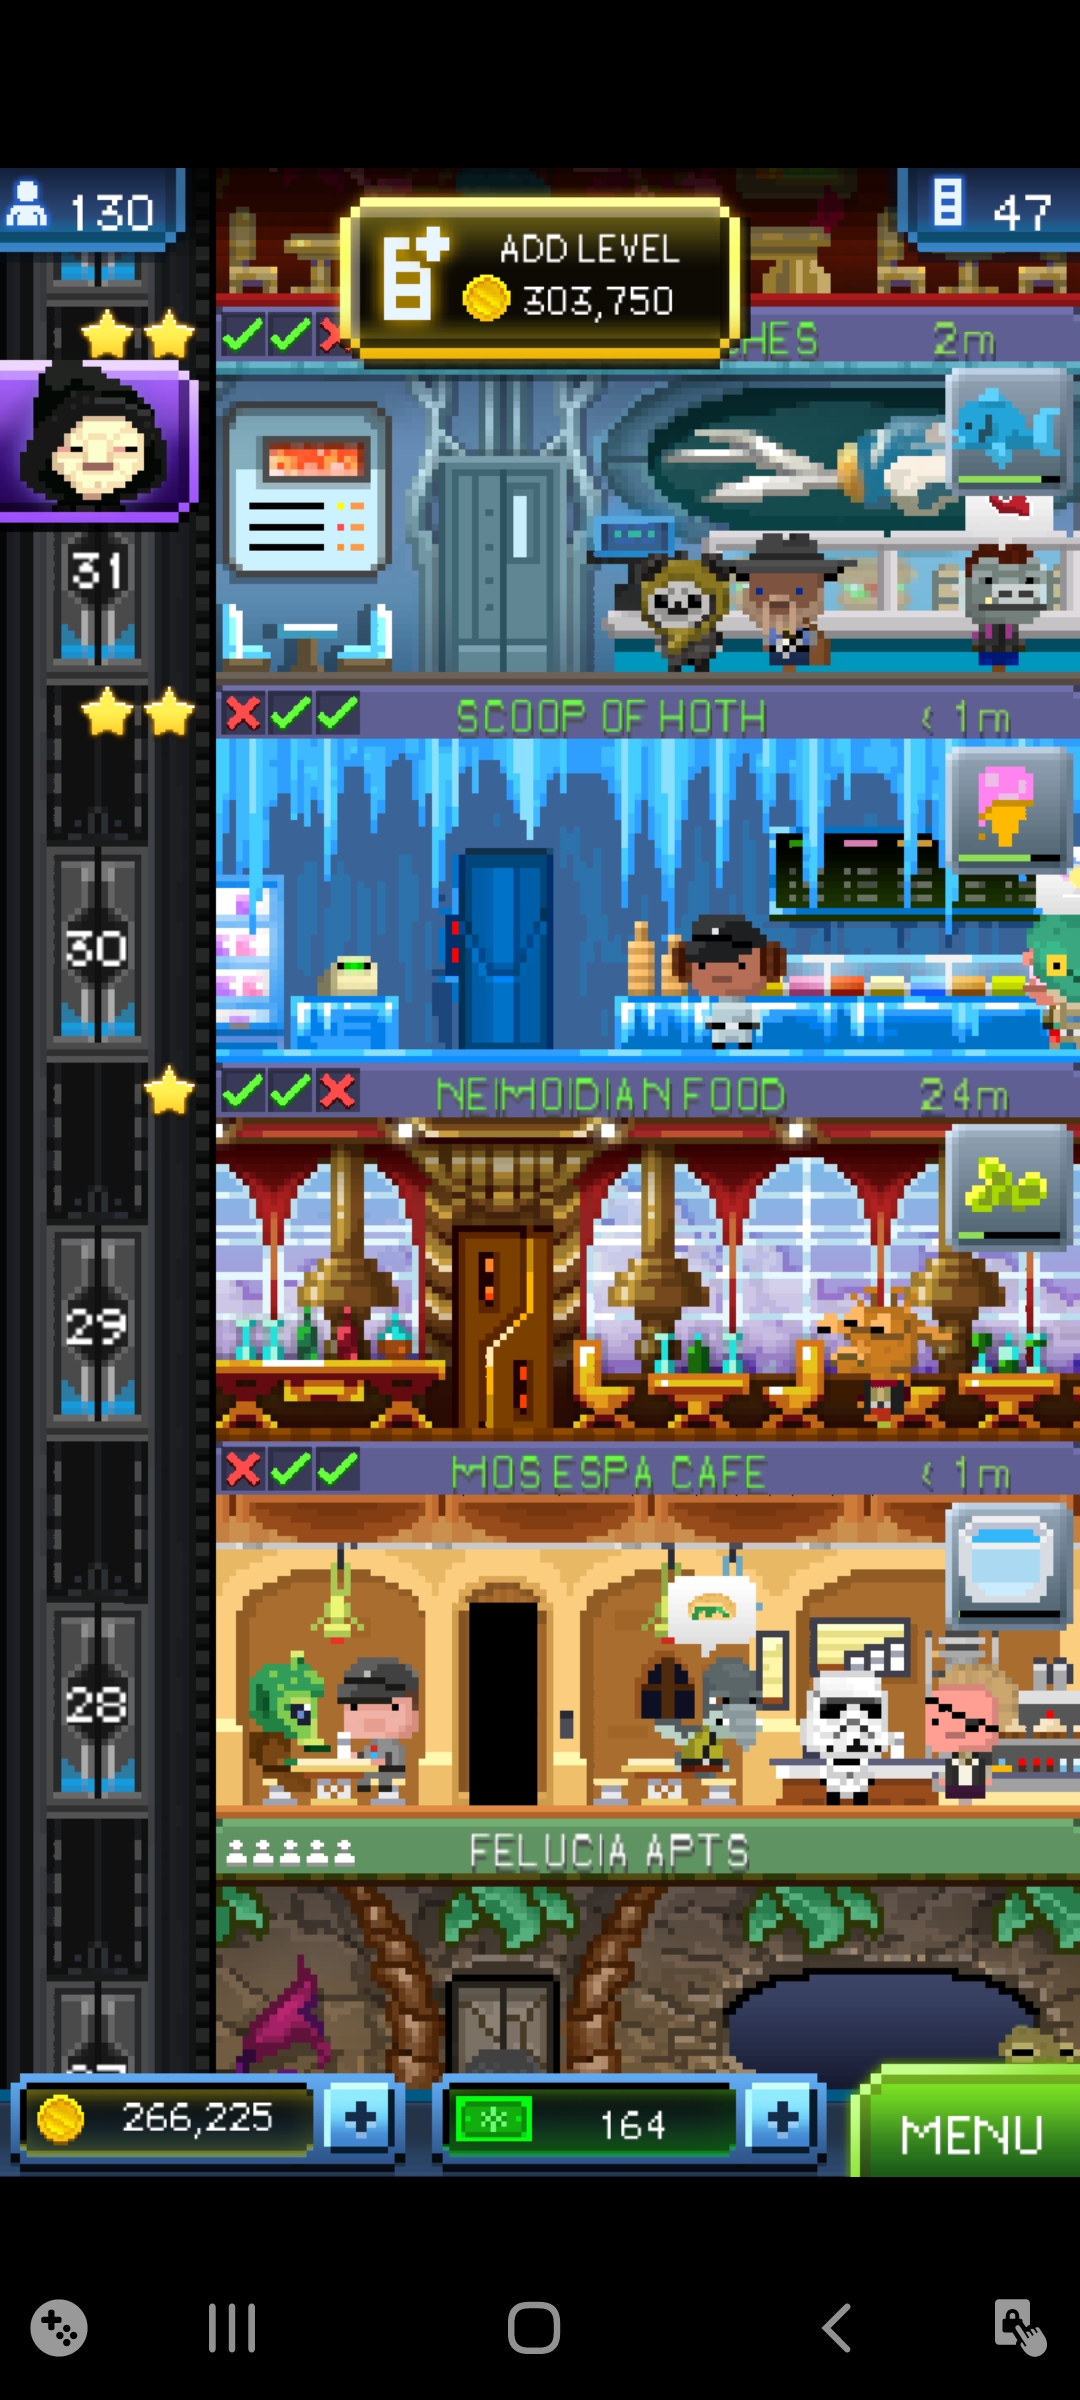 130
47
ADD LEVEL
303,750
2m
31
SCOOP OF HOTH
< 1m
30
NEIMOIDIAN FOOD
24m
29
MOS ESPA CAFE
< 1m
28
FELUCIA APTS
266,225
164
MENU